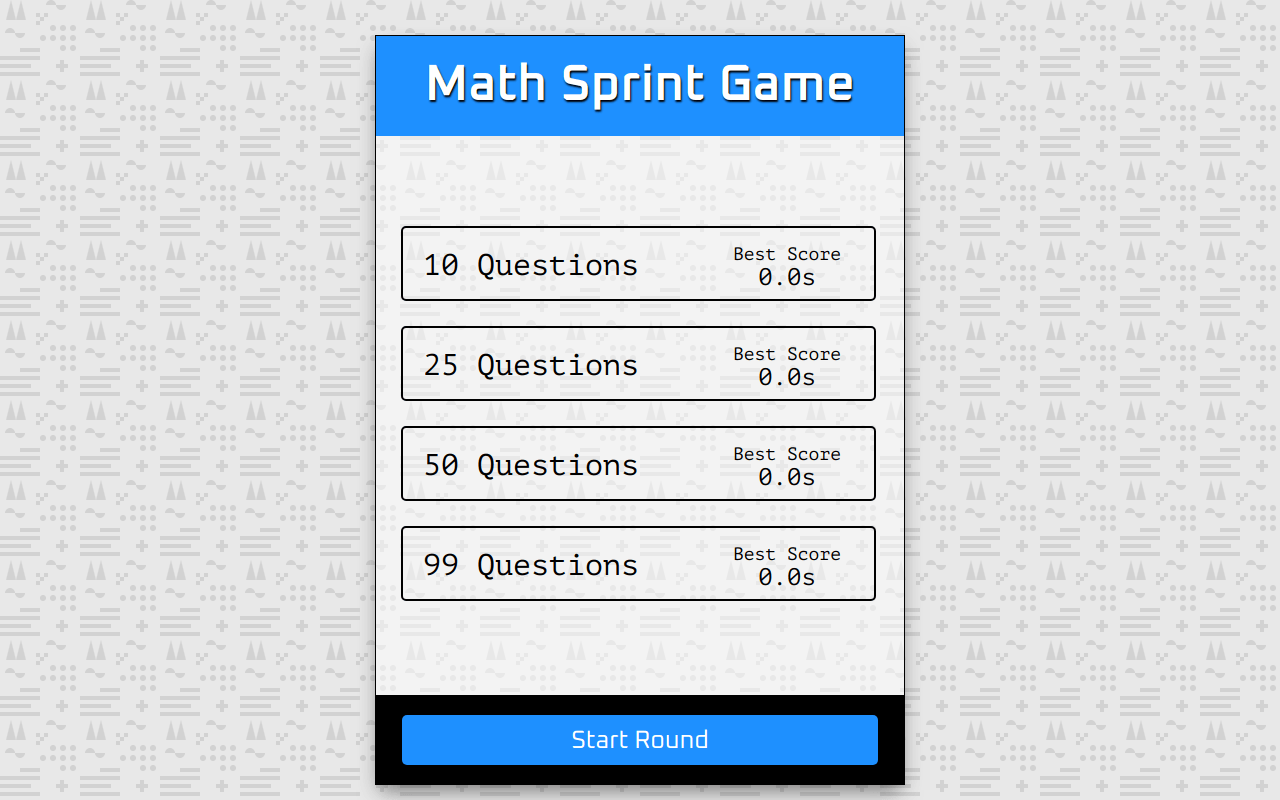 Math Sprint Game
10 Questions
Best Score
0.0s
25 Questions
Best Score
0.0s
50 Questions
Best Score
0.0s
99 Questions
Best Score
0.0s
Start Round